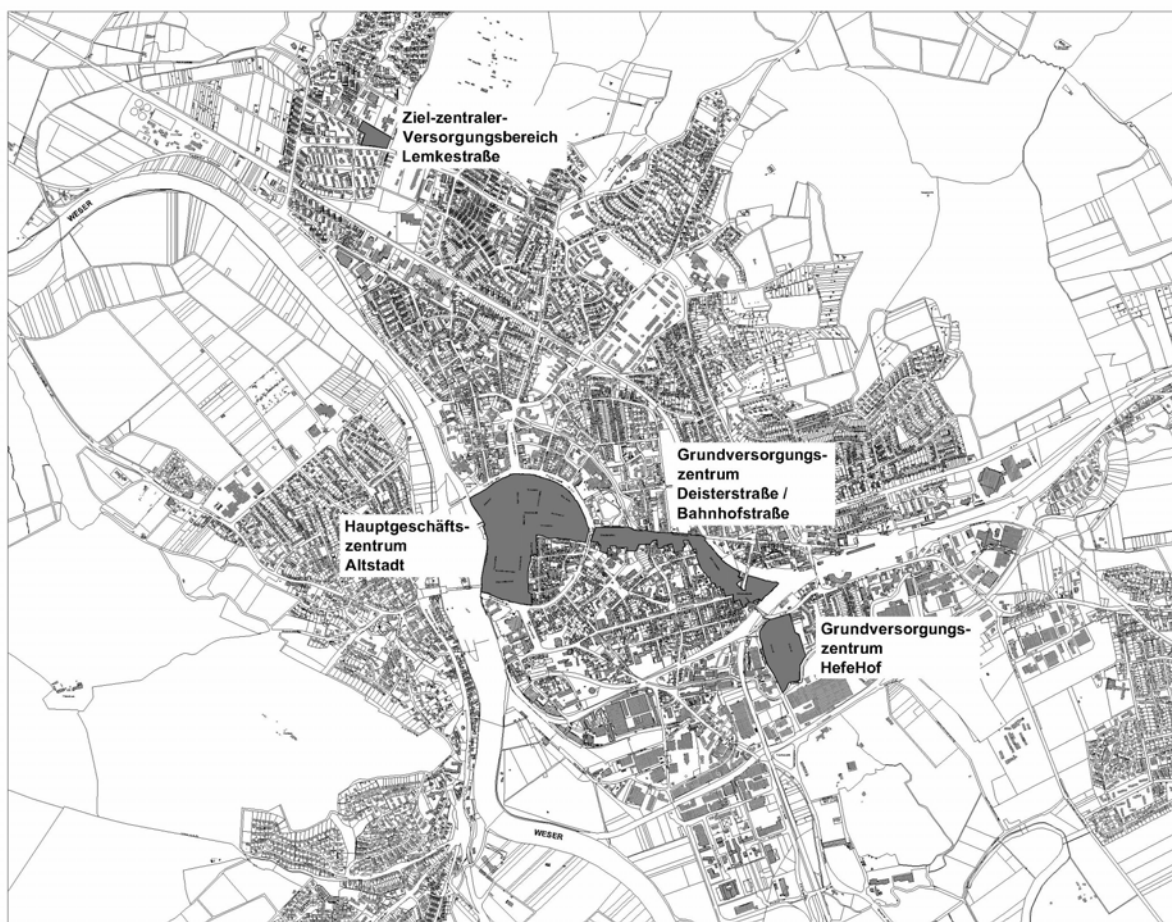 Ziel-zentraler-
Versorgungsbereich
Lemkestraße
WESER
Grundversorgungs-
zentrum
Deisterstraße /
Bahnhofstraße
Hauptgeschäfts-
zentrum
Altstadt
Grundversorgungs-
zentrum
HefeHof
WESER